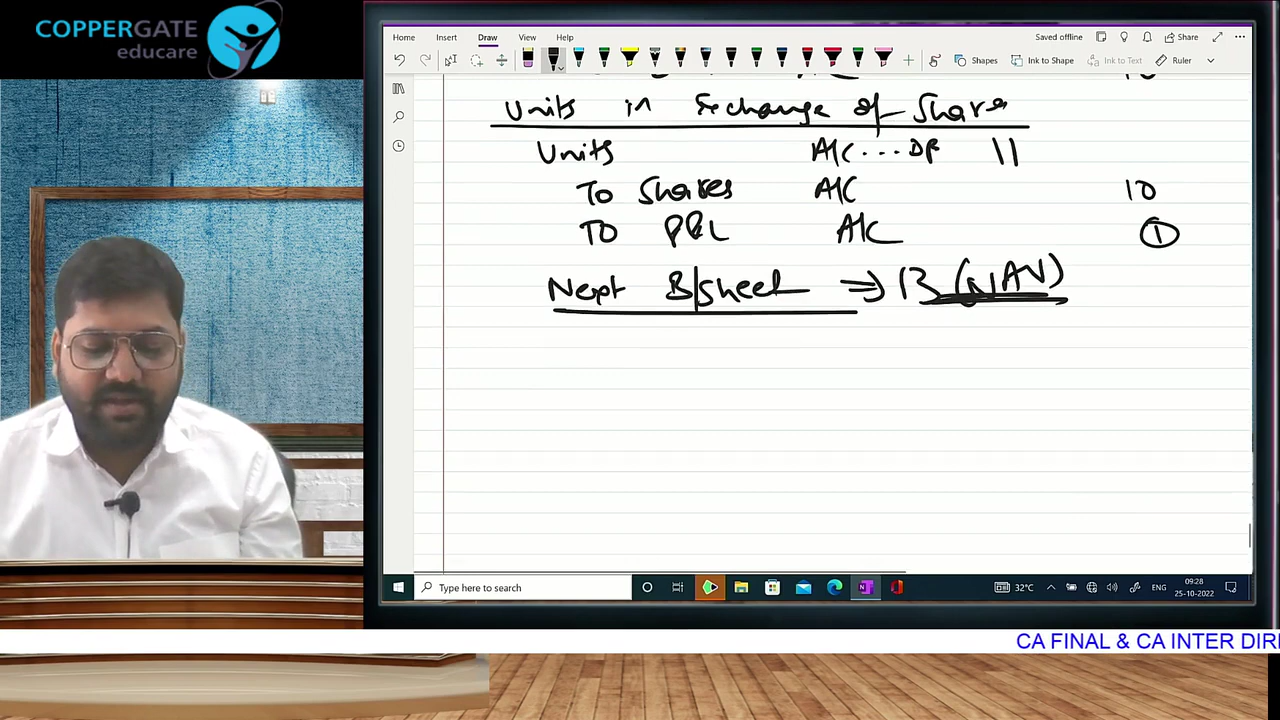 COPPERGATE
educare
Home Insert Draw View Help
Saved offline
Share
Shapes
Ink to Shape
Ink to Text
Ruler
Units in Exchange of Shares
Units A/C ... DR 11
To Shares A/C 10
To P&L A/C 1
Next B/Sheet ⇒ 13 (NAV)
Type here to search
32°C
ENG
09:28
25-10-2022
CA FINAL & CA INTER DIRE